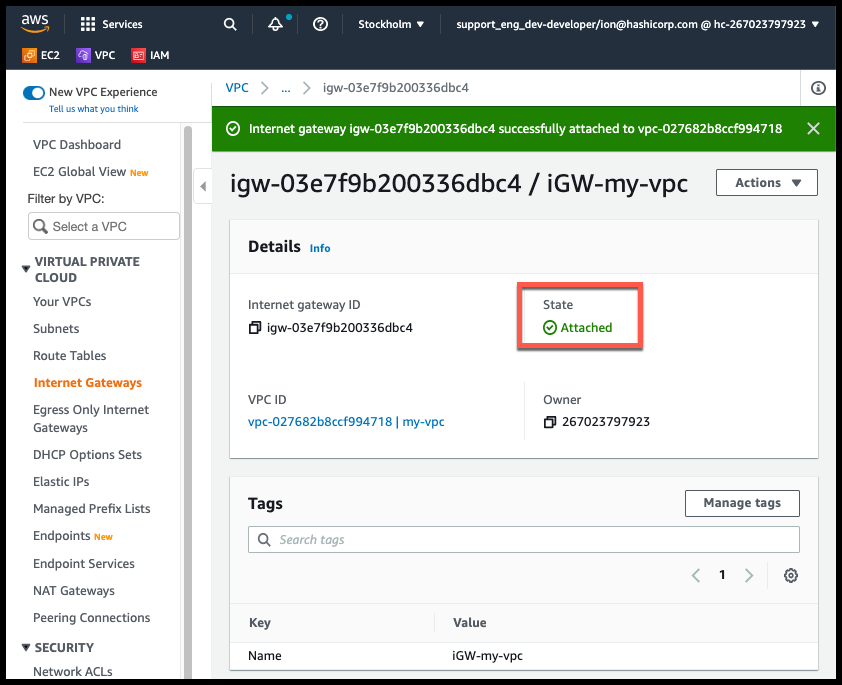 aws Services Stockholm ▼ support_eng_dev-developer/ion@hashicorp.com @ hc-267023797923 ▼
EC2 VPC IAM
New VPC Experience
Tell us what you think
VPC Dashboard
EC2 Global View New
Filter by VPC:
Select a VPC
VIRTUAL PRIVATE
CLOUD
Your VPCs
Subnets
Route Tables
Internet Gateways
Egress Only Internet
Gateways
DHCP Options Sets
Elastic IPs
Managed Prefix Lists
Endpoints New
Endpoint Services
NAT Gateways
Peering Connections
SECURITY
Network ACLs
VPC > ... > igw-03e7f9b200336dbc4
Internet gateway igw-03e7f9b200336dbc4 successfully attached to vpc-027682b8ccf994718
igw-03e7f9b200336dbc4 / iGW-my-vpc
Actions ▼
Details Info
Internet gateway ID
igw-03e7f9b200336dbc4
State
Attached
VPC ID
vpc-027682b8ccf994718 | my-vpc
Owner
267023797923
Tags
Manage tags
Search tags
< 1 >
Key Value
Name iGW-my-vpc